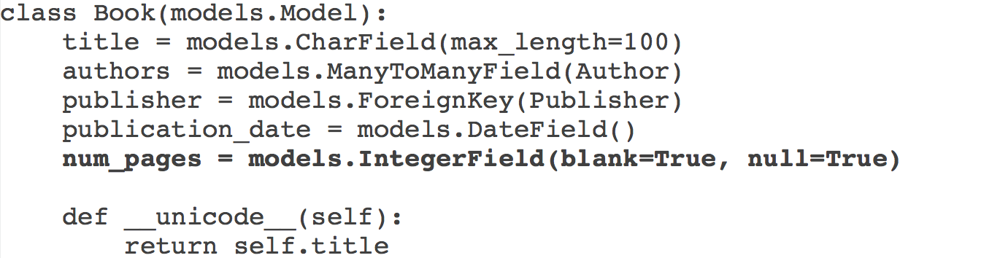 class Book(models.Model):
    title = models.CharField(max_length=100)
    authors = models.ManyToManyField(Author)
    publisher = models.ForeignKey(Publisher)
    publication_date = models.DateField()
    num_pages = models.IntegerField(blank=True, null=True)

    def __unicode__(self):
        return self.title